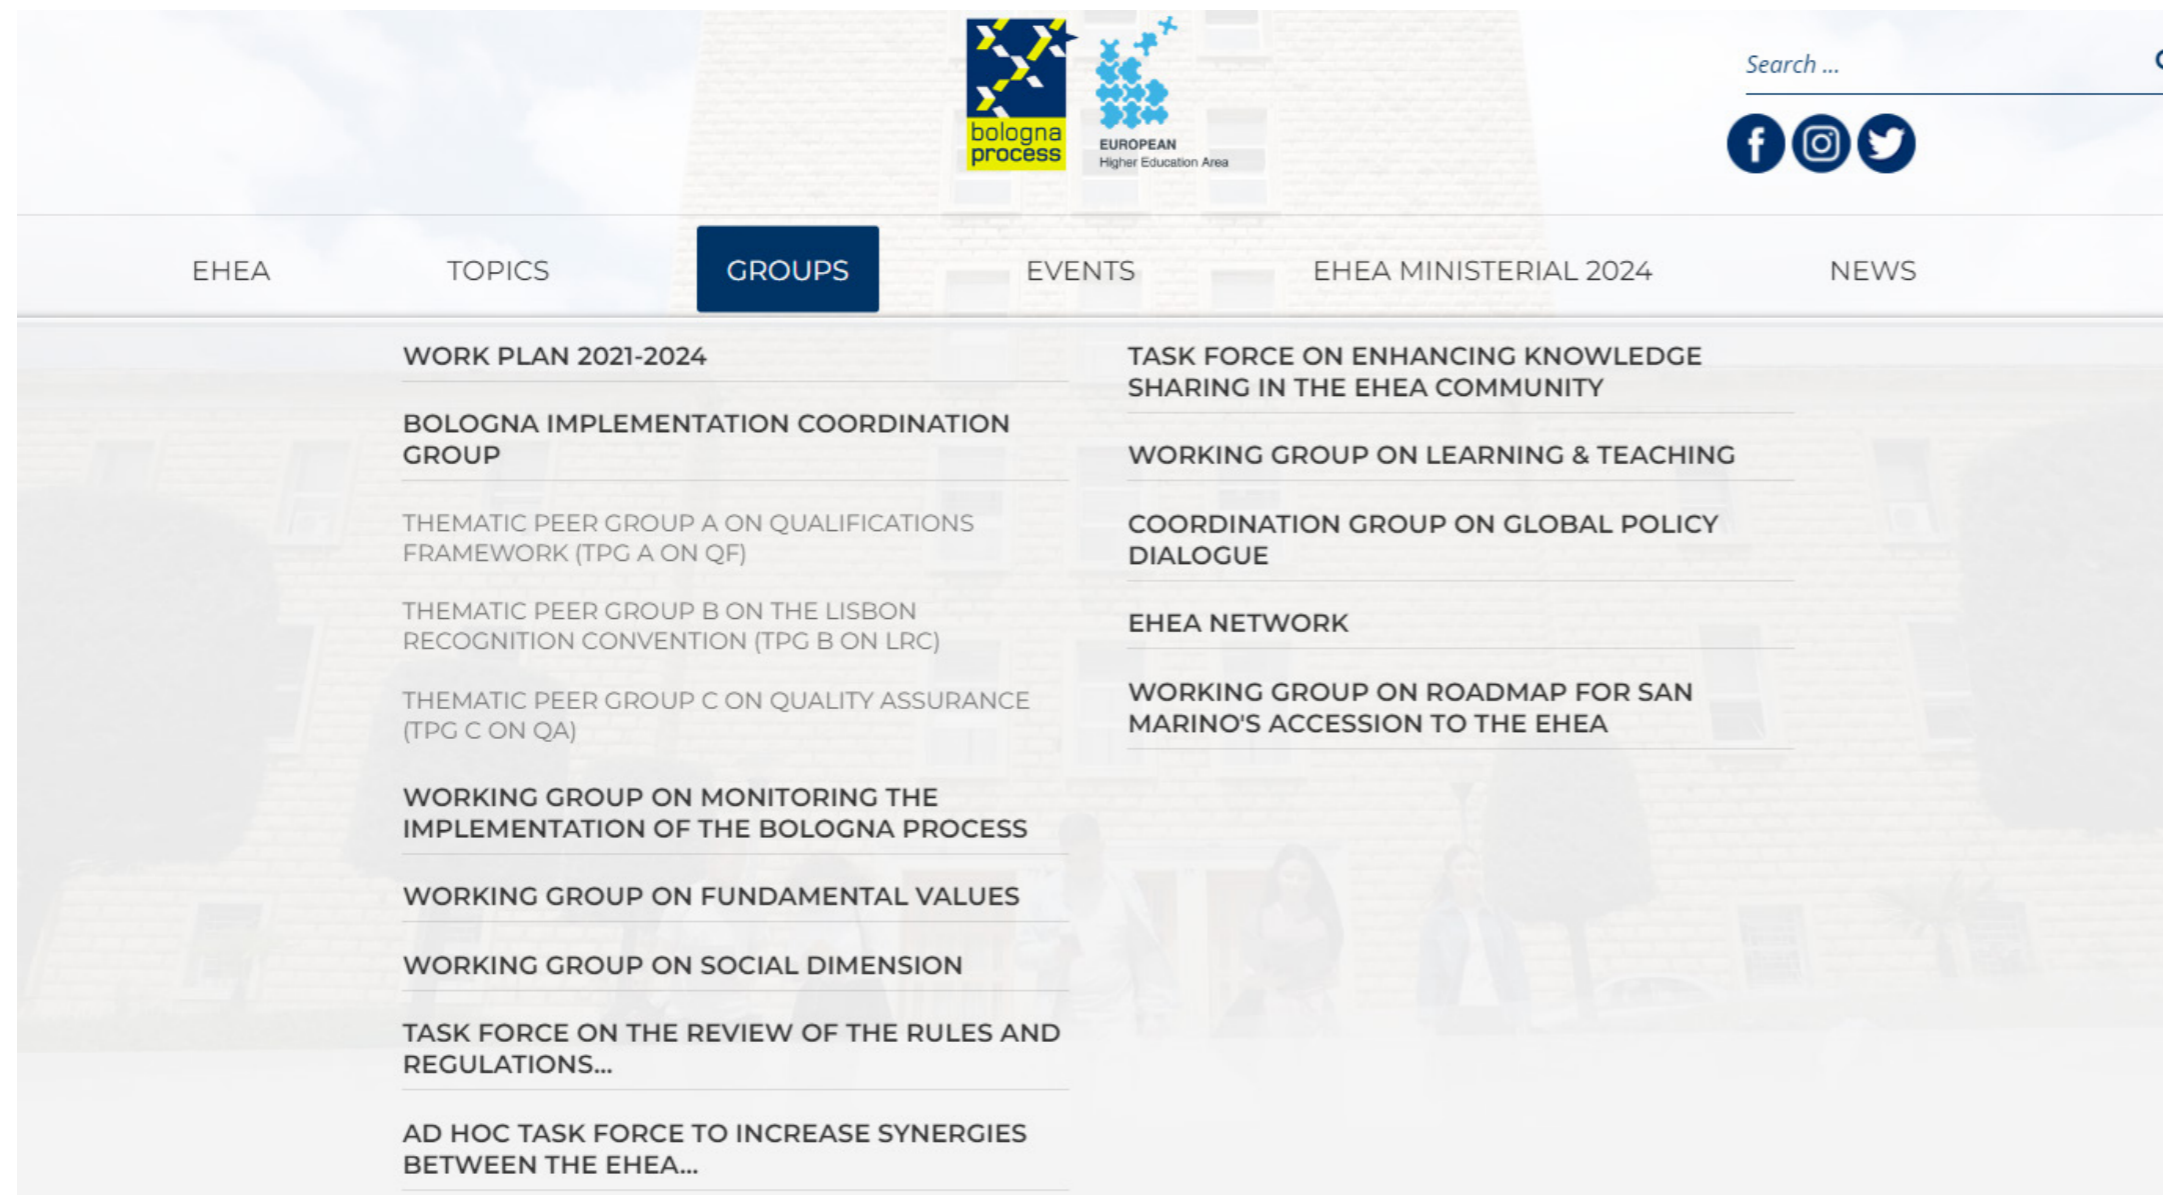 bologna
process
EUROPEAN
Higher Education Area
Search ...
EHEA
TOPICS
GROUPS
EVENTS
EHEA MINISTERIAL 2024
NEWS
WORK PLAN 2021-2024
BOLOGNA IMPLEMENTATION COORDINATION
GROUP
THEMATIC PEER GROUP A ON QUALIFICATIONS
FRAMEWORK (TPG A ON QF)
THEMATIC PEER GROUP B ON THE LISBON
RECOGNITION CONVENTION (TPG B ON LRC)
THEMATIC PEER GROUP C ON QUALITY ASSURANCE
(TPG C ON QA)
WORKING GROUP ON MONITORING THE
IMPLEMENTATION OF THE BOLOGNA PROCESS
WORKING GROUP ON FUNDAMENTAL VALUES
WORKING GROUP ON SOCIAL DIMENSION
TASK FORCE ON THE REVIEW OF THE RULES AND
REGULATIONS...
AD HOC TASK FORCE TO INCREASE SYNERGIES
BETWEEN THE EHEA...
TASK FORCE ON ENHANCING KNOWLEDGE
SHARING IN THE EHEA COMMUNITY
WORKING GROUP ON LEARNING & TEACHING
COORDINATION GROUP ON GLOBAL POLICY
DIALOGUE
EHEA NETWORK
WORKING GROUP ON ROADMAP FOR SAN
MARINO'S ACCESSION TO THE EHEA